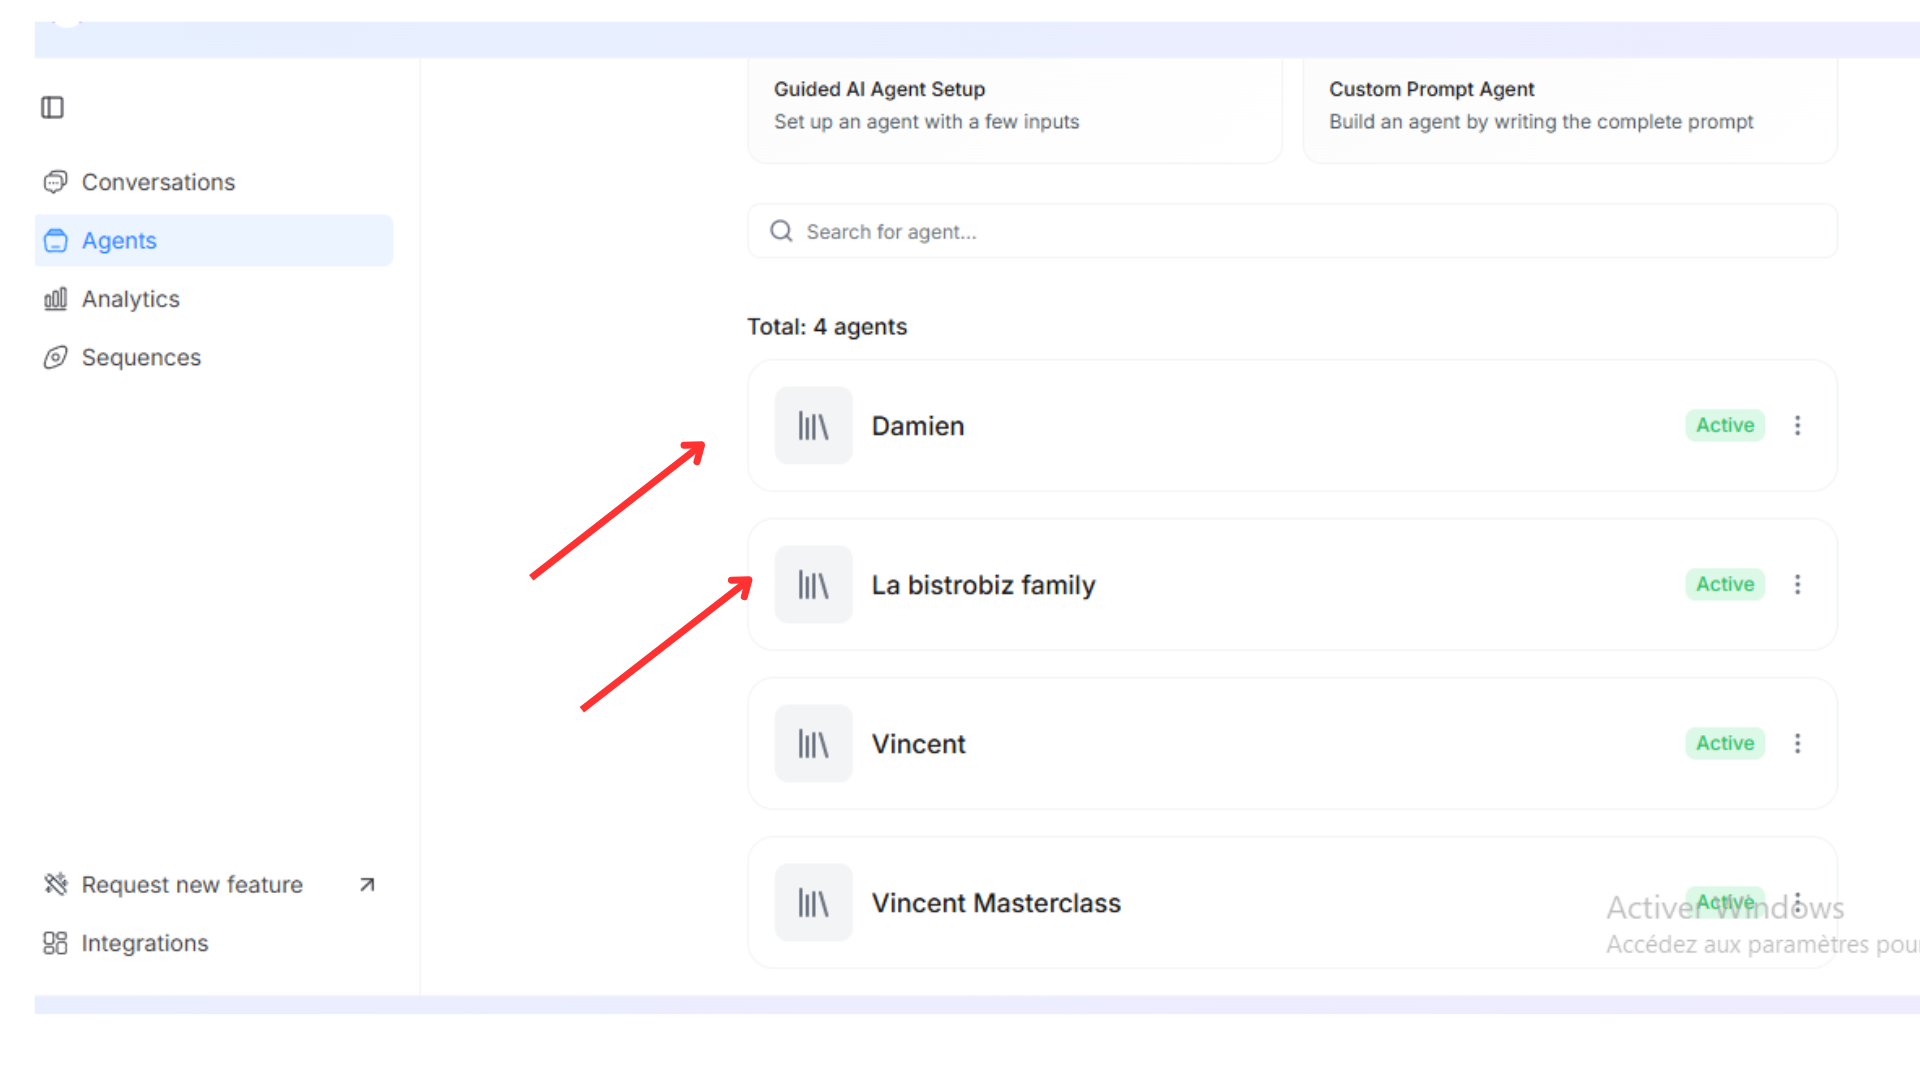 Guided AI Agent Setup
Set up an agent with a few inputs
Custom Prompt Agent
Build an agent by writing the complete prompt
Conversations
Agents
Analytics
Sequences
Search for agent...
Total: 4 agents
Damien
Active
La bistrobiz family
Active
Vincent
Active
Vincent Masterclass
Active
Request new feature
Integrations
Activer Windows
Accédez aux paramètres pour